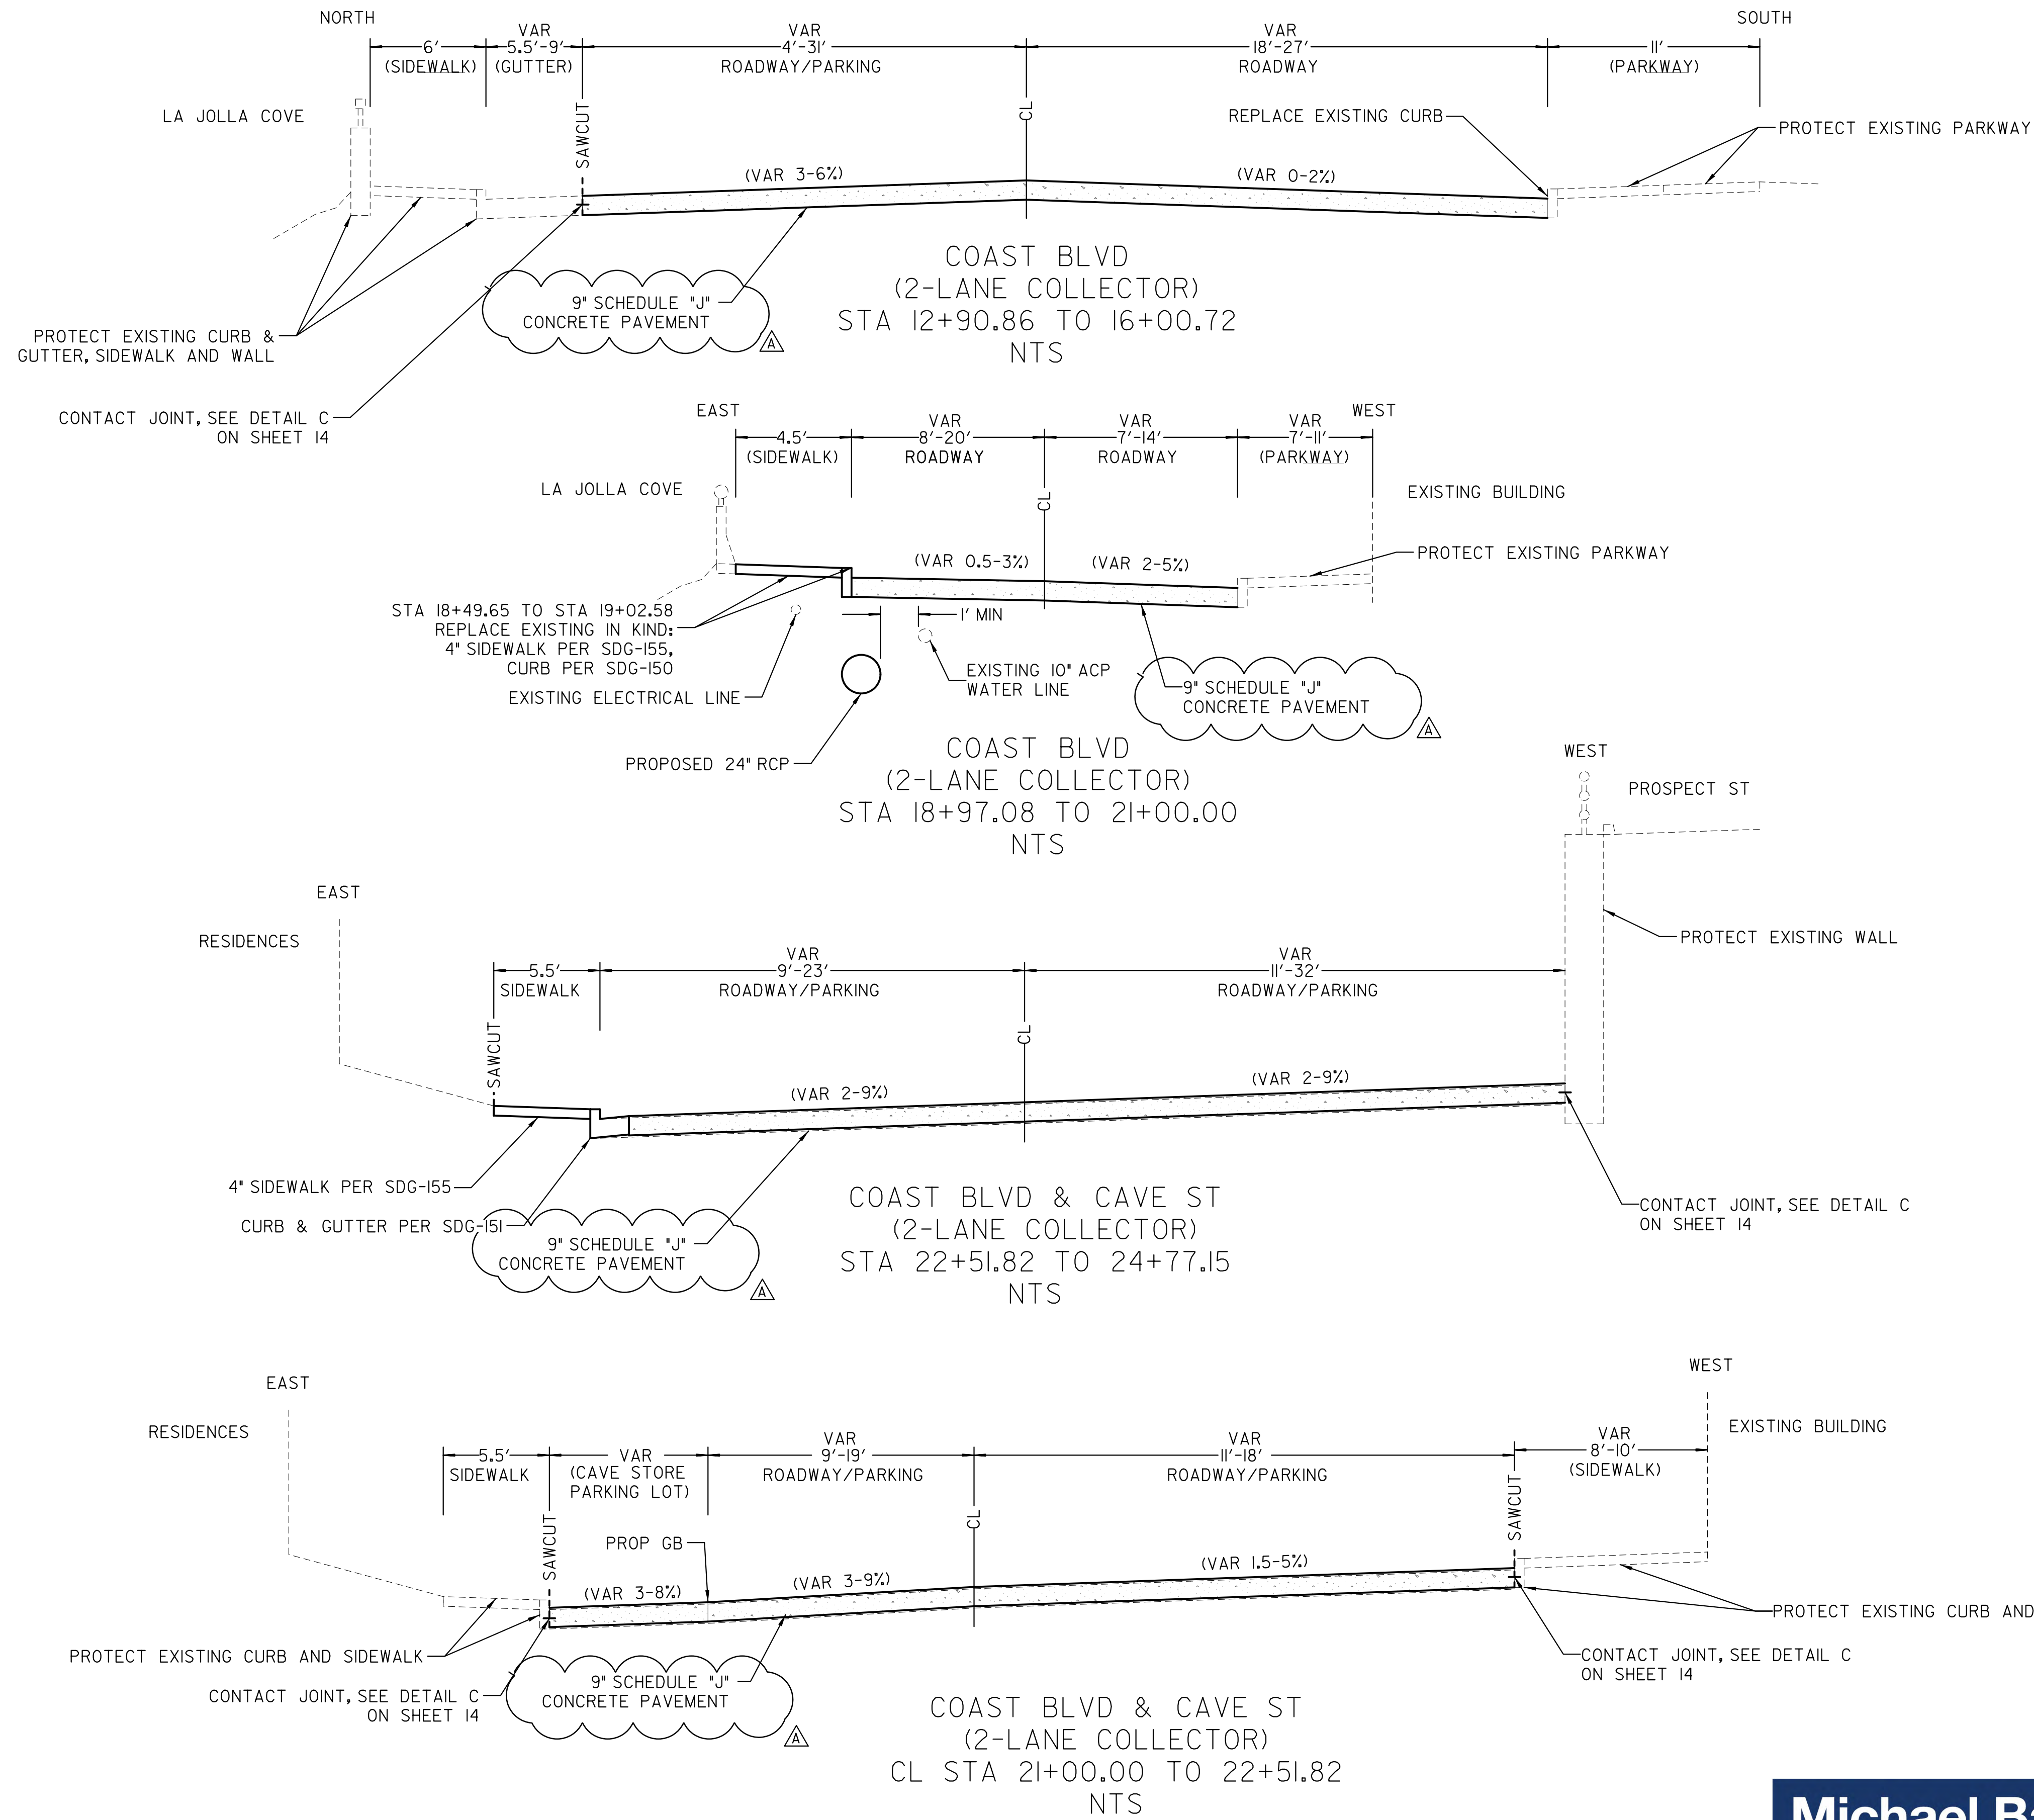 NORTH
SOUTH
6'
(SIDEWALK)
VAR
5.5'-9'
(GUTTER)
VAR
4'-31'
ROADWAY/PARKING
VAR
18'-27'
ROADWAY
11'
(PARKWAY)
LA JOLLA COVE
SAWCUT
CL
REPLACE EXISTING CURB
PROTECT EXISTING PARKWAY
(VAR 3-6%)
(VAR 0-2%)
9" SCHEDULE "J"
CONCRETE PAVEMENT
A
PROTECT EXISTING CURB &
GUTTER, SIDEWALK AND WALL
CONTACT JOINT, SEE DETAIL C
ON SHEET 14
COAST BLVD
(2-LANE COLLECTOR)
STA 12+90.86 TO 16+00.72
NTS
EAST
WEST
4.5'
(SIDEWALK)
VAR
8'-20'
ROADWAY
VAR
7'-14'
ROADWAY
VAR
7'-11'
(PARKWAY)
LA JOLLA COVE
CL
EXISTING BUILDING
(VAR 0.5-3%)
(VAR 2-5%)
PROTECT EXISTING PARKWAY
STA 18+49.65 TO STA 19+02.58
REPLACE EXISTING IN KIND:
4" SIDEWALK PER SDG-155,
CURB PER SDG-150
1' MIN
EXISTING ELECTRICAL LINE
EXISTING 10" ACP
WATER LINE
9" SCHEDULE "J"
CONCRETE PAVEMENT
A
PROPOSED 24" RCP
COAST BLVD
(2-LANE COLLECTOR)
STA 18+97.08 TO 21+00.00
NTS
WEST
PROSPECT ST
EAST
RESIDENCES
PROTECT EXISTING WALL
5.5'
SIDEWALK
VAR
9'-23'
ROADWAY/PARKING
VAR
11'-32'
ROADWAY/PARKING
SAWCUT
CL
(VAR 2-9%)
(VAR 2-9%)
4" SIDEWALK PER SDG-155
CURB & GUTTER PER SDG-151
9" SCHEDULE "J"
CONCRETE PAVEMENT
A
CONTACT JOINT, SEE DETAIL C
ON SHEET 14
COAST BLVD & CAVE ST
(2-LANE COLLECTOR)
STA 22+51.82 TO 24+77.15
NTS
EAST
WEST
RESIDENCES
EXISTING BUILDING
5.5'
SIDEWALK
VAR
(CAVE STORE
PARKING LOT)
VAR
9'-19'
ROADWAY/PARKING
VAR
11'-18'
ROADWAY/PARKING
VAR
8'-10'
(SIDEWALK)
SAWCUT
PROP GB
CL
SAWCUT
(VAR 3-8%)
(VAR 3-9%)
(VAR 1.5-5%)
PROTECT EXISTING CURB AND
PROTECT EXISTING CURB AND SIDEWALK
CONTACT JOINT, SEE DETAIL C
ON SHEET 14
9" SCHEDULE "J"
CONCRETE PAVEMENT
A
CONTACT JOINT, SEE DETAIL C
ON SHEET 14
COAST BLVD & CAVE ST
(2-LANE COLLECTOR)
CL STA 21+00.00 TO 22+51.82
NTS
Michael